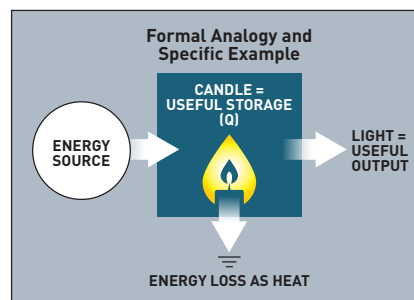 Formal Analogy and
Specific Example
CANDLE =
USEFUL STORAGE
(Q)
ENERGY
SOURCE
LIGHT =
USEFUL
OUTPUT
ENERGY LOSS AS HEAT